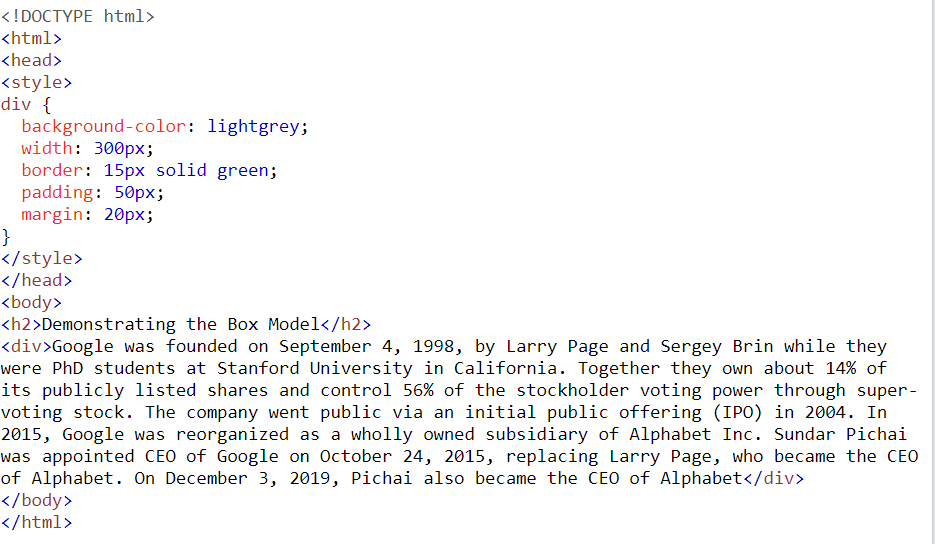 <!DOCTYPE html>
<html>
<head>
<style>
div {
  background-color: lightgrey;
  width: 300px;
  border: 15px solid green;
  padding: 50px;
  margin: 20px;
}
</style>
</head>
<body>
<h2>Demonstrating the Box Model</h2>
<div>Google was founded on September 4, 1998, by Larry Page and Sergey Brin while they
were PhD students at Stanford University in California. Together they own about 14% of
its publicly listed shares and control 56% of the stockholder voting power through super-
voting stock. The company went public via an initial public offering (IPO) in 2004. In
2015, Google was reorganized as a wholly owned subsidiary of Alphabet Inc. Sundar Pichai
was appointed CEO of Google on October 24, 2015, replacing Larry Page, who became the CEO
of Alphabet. On December 3, 2019, Pichai also became the CEO of Alphabet</div>
</body>
</html>